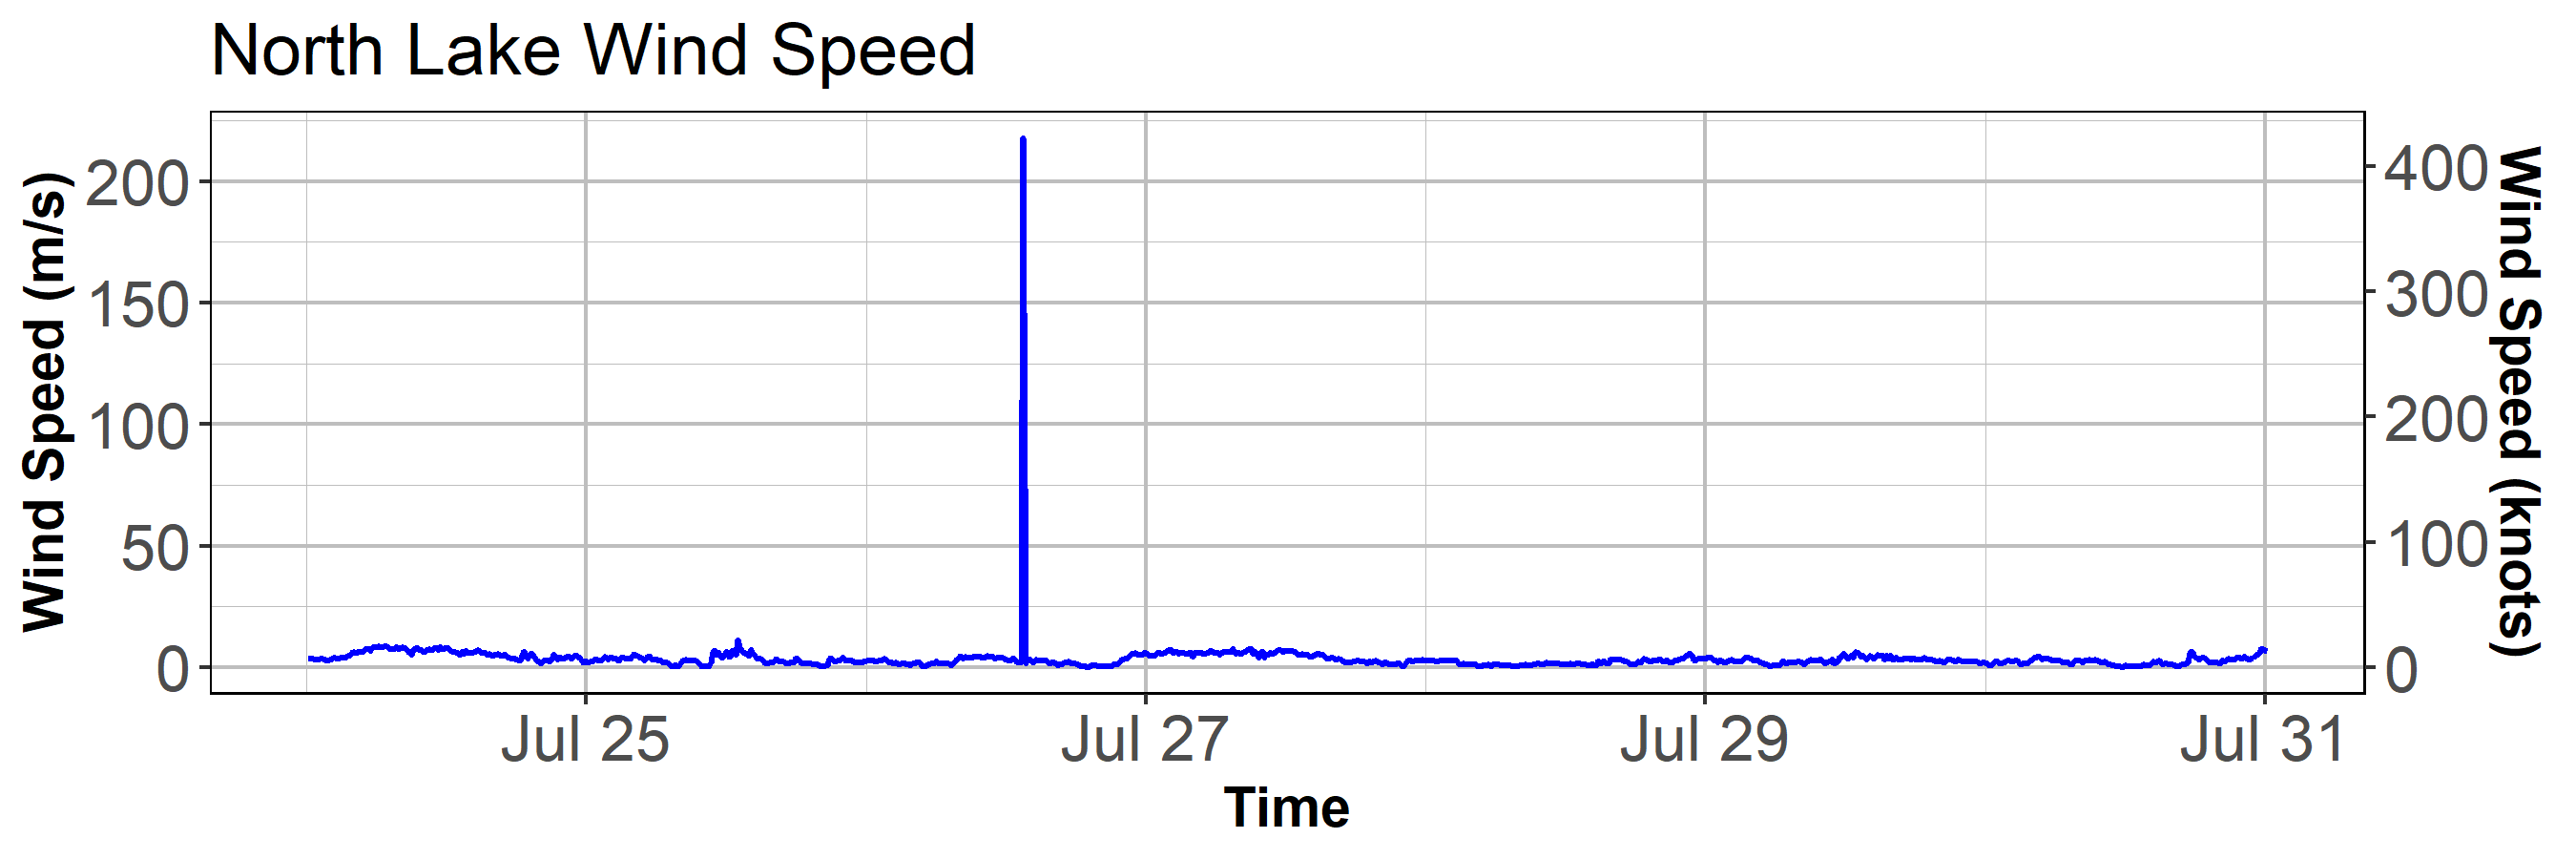 North Lake Wind Speed
Wind Speed (m/s)
200
150
100
50
0
400
300
200
100
0
Wind Speed (knots)
Jul 25
Jul 27
Jul 29
Jul 31
Time